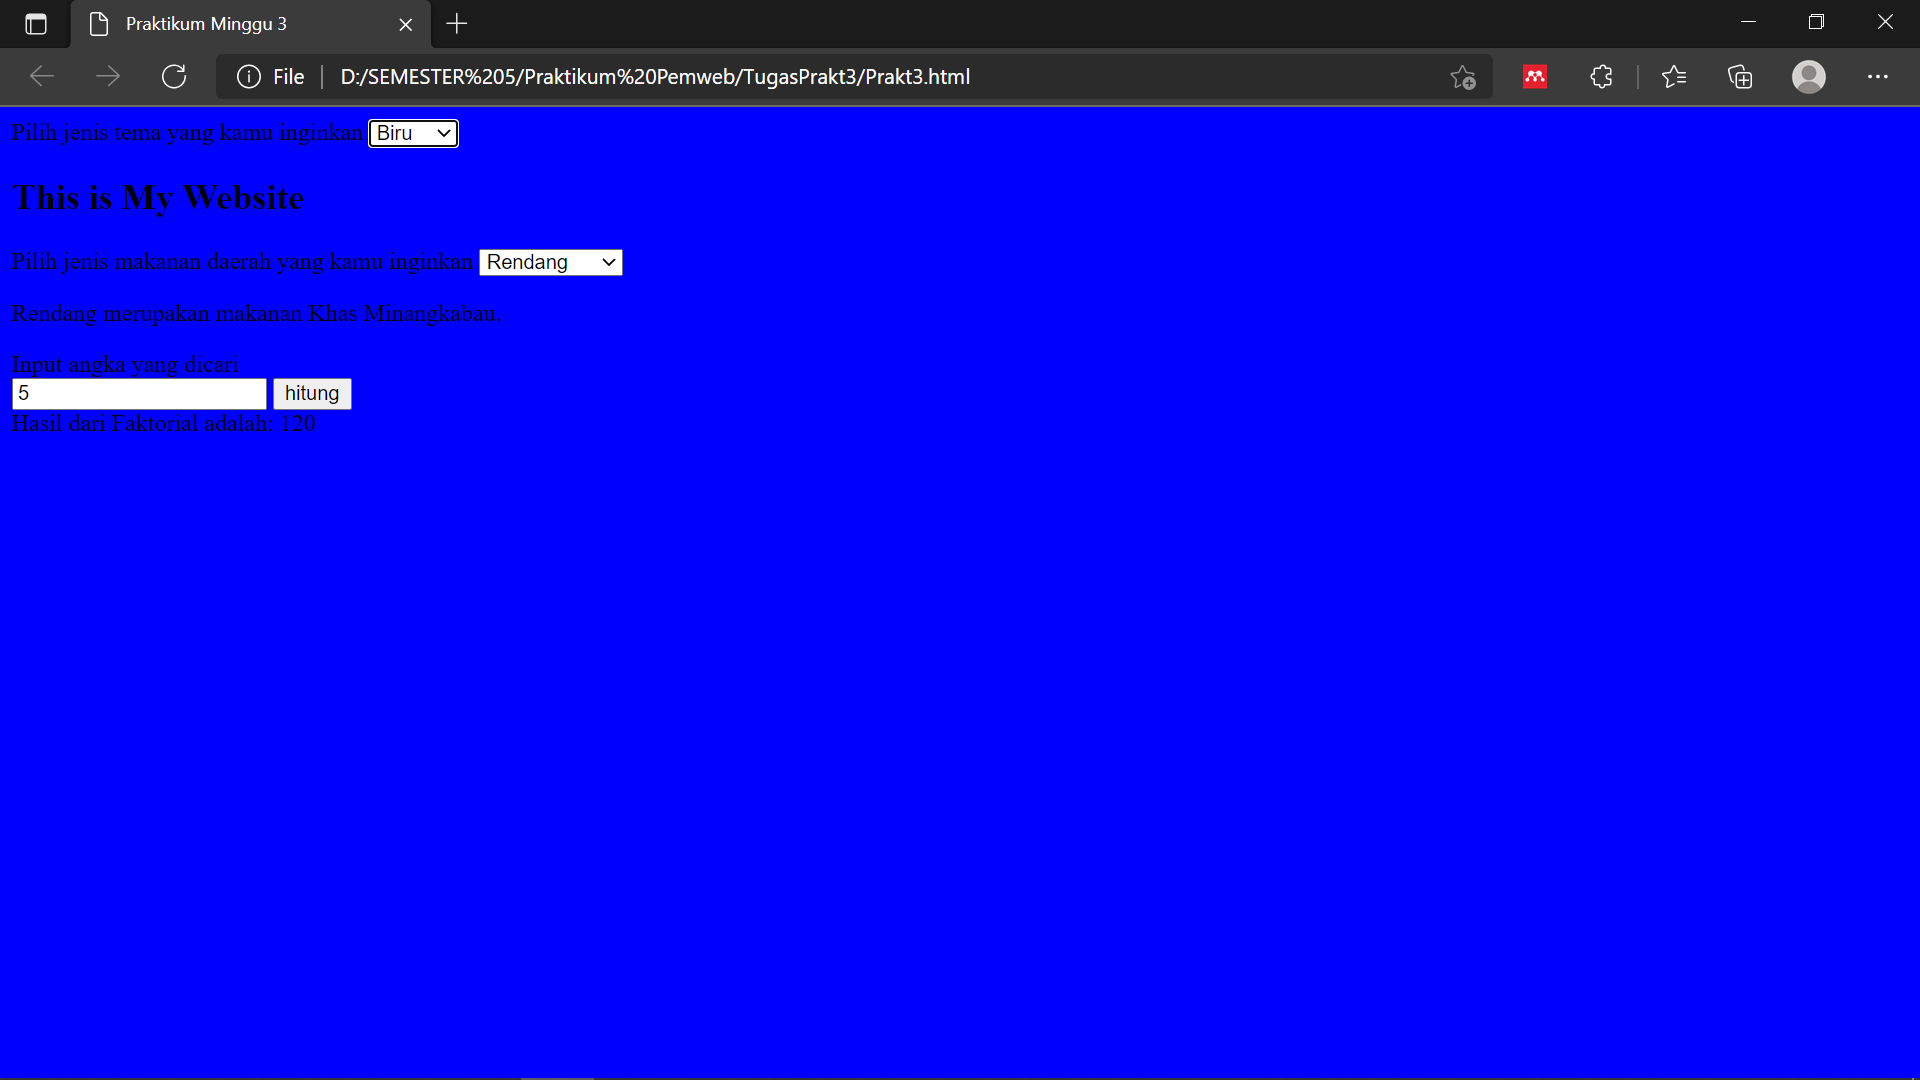 Praktikum Minggu 3
File D:/SEMESTER%205/Praktikum%20Pemweb/TugasPrakt3/Prakt3.html
Pilih jenis tema yang kamu inginkan Biru
This is My Website
Pilih jenis makanan daerah yang kamu inginkan Rendang
Rendang merupakan makanan Khas Minangkabau.
Input angka yang dicari
5 hitung
Hasil dari Faktorial adalah: 120